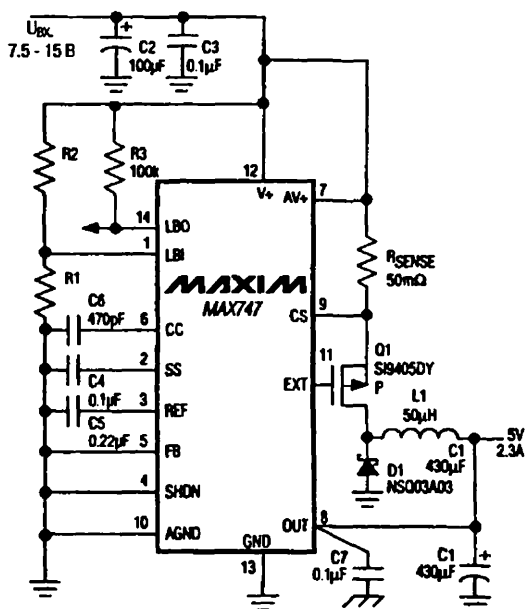 UВХ.
7.5 - 15 В
+
C2
100µF
C3
0.1µF
R2
R3
100k
12
V+
AV+
7
14
LBO
1
LBI
RSENSE
50mΩ
R1
MAXIM
MAX747
C6
470pF
6
CC
CS
9
2
SS
C4
0.1µF
3
REF
C5
0.22µF
5
FB
EXT
11
Q1
SI9405DY
P
L1
50µH
4
SHDN
C1
430µF
5V
2.3A
D1
NSQ03A03
10
AGND
GND
13
OUT
8
C7
0.1µF
C1
430µF
+